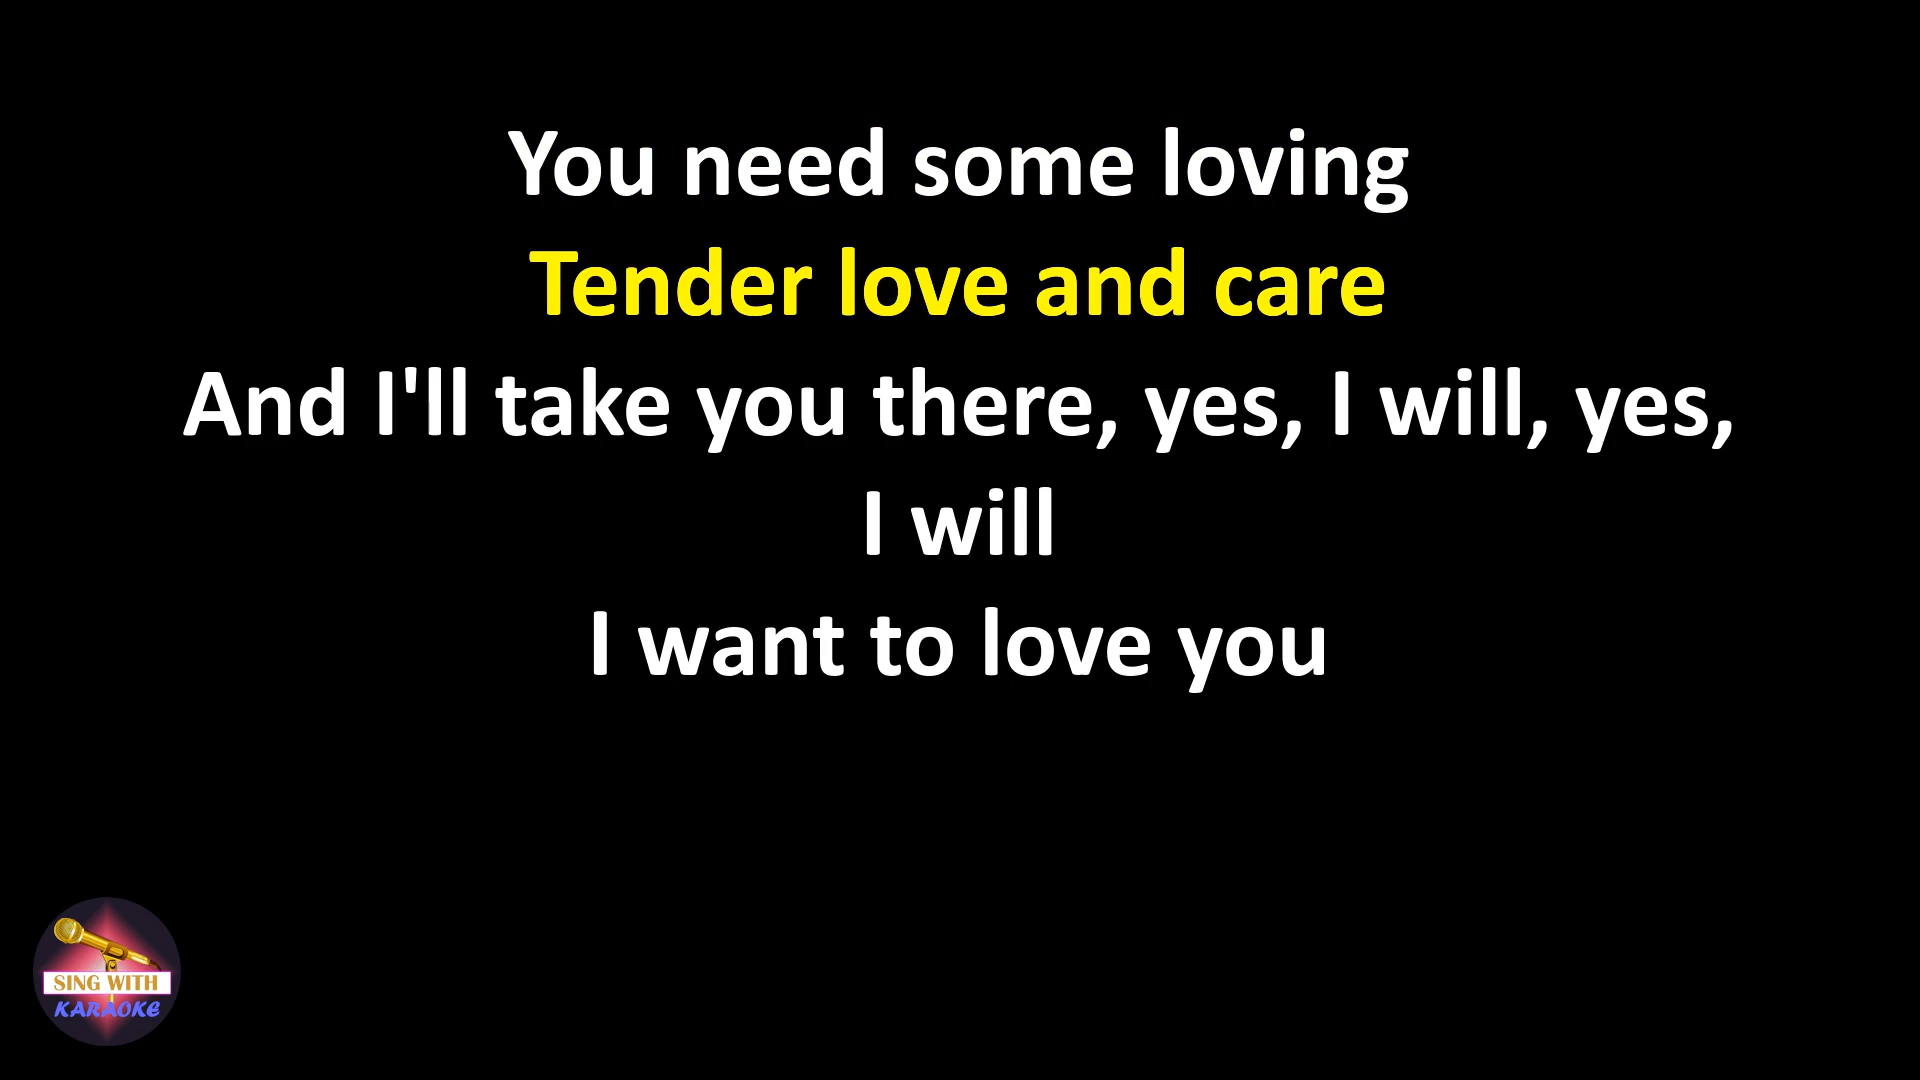 You need some loving
Tender love and care
And I'll take you there, yes, I will, yes,
I will
I want to love you
SING WITH
KARAOKE